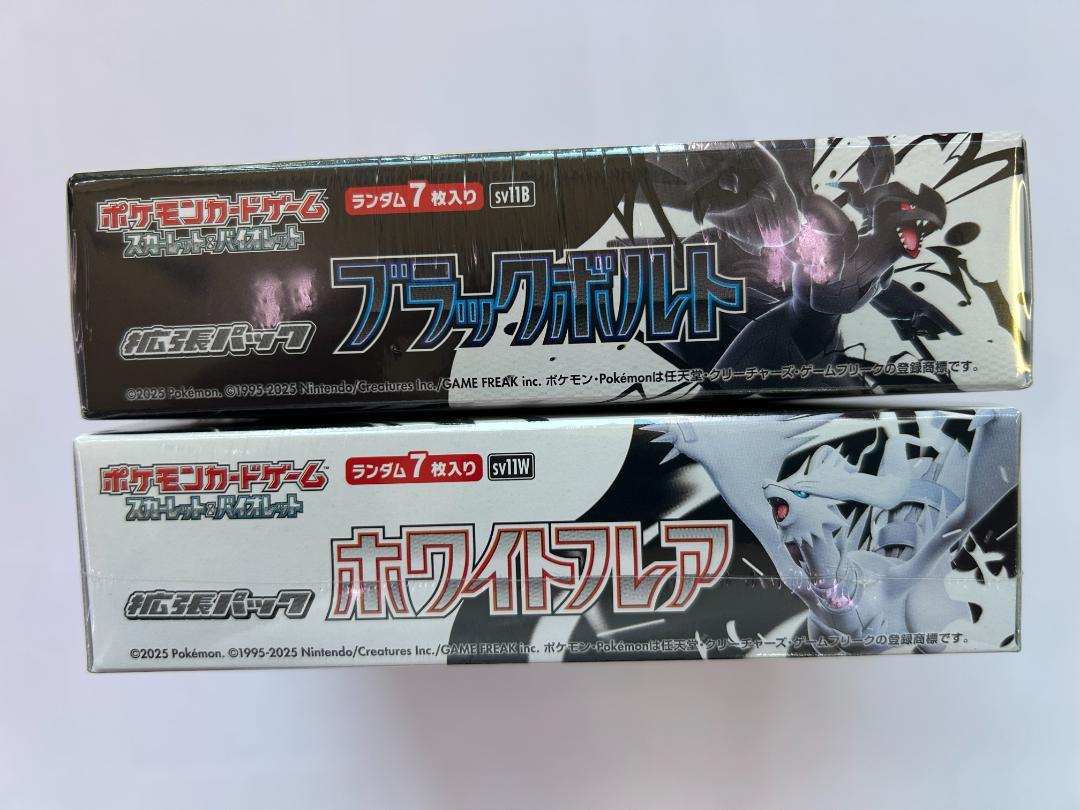 ポケモンカードゲーム
スカーレット&バイオレット
ランダム7枚入り
sv11B
ブラックボルト
拡張パック
©2025 Pokémon. ©1995-2025 Nintendo/Creatures Inc./GAME FREAK inc. ポケモン・Pokémonは任天堂・クリーチャーズ・ゲームフリークの登録商標です。
ポケモンカードゲーム™
スカーレット&バイオレット
ランダム7枚入り
sv11W
ホワイトフレア
拡張パック
©2025 Pokémon. ©1995-2025 Nintendo/Creatures Inc./GAME FREAK inc. ポケモン・Pokémonは任天堂・クリーチャーズ・ゲームフリークの登録商標です。